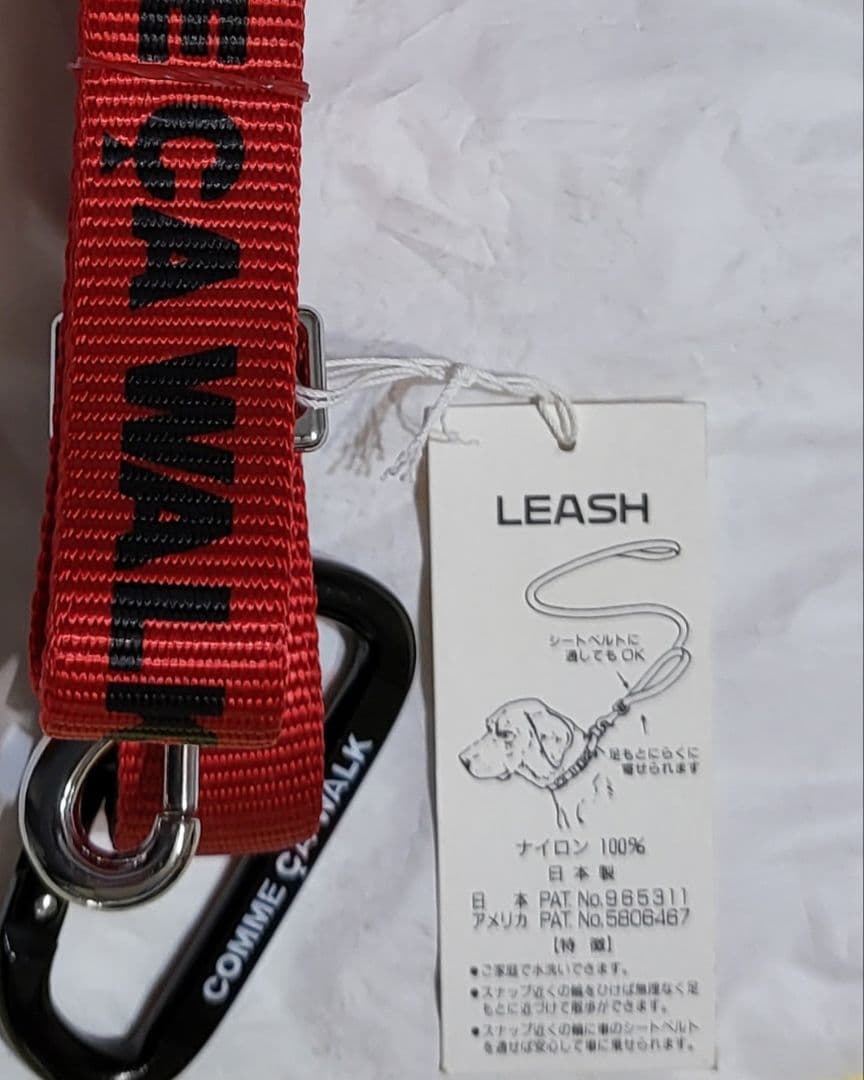 E ÇA WALK
COMME ÇA WALK
LEASH
シートベルトに
通してもOK
足もとにらくに
寄せられます
ナイロン 100%
日本製
日 本 PAT. No.965311
アメリカ PAT. No.5806467
【特 徴】
●ご家庭で水洗いできます。
●スナップ近くの輪をひけば無理なく足
もとに近づけて散歩ができます。
●スナップ近くの輪に車のシートベルト
を通せば安心して車に乗せられます。